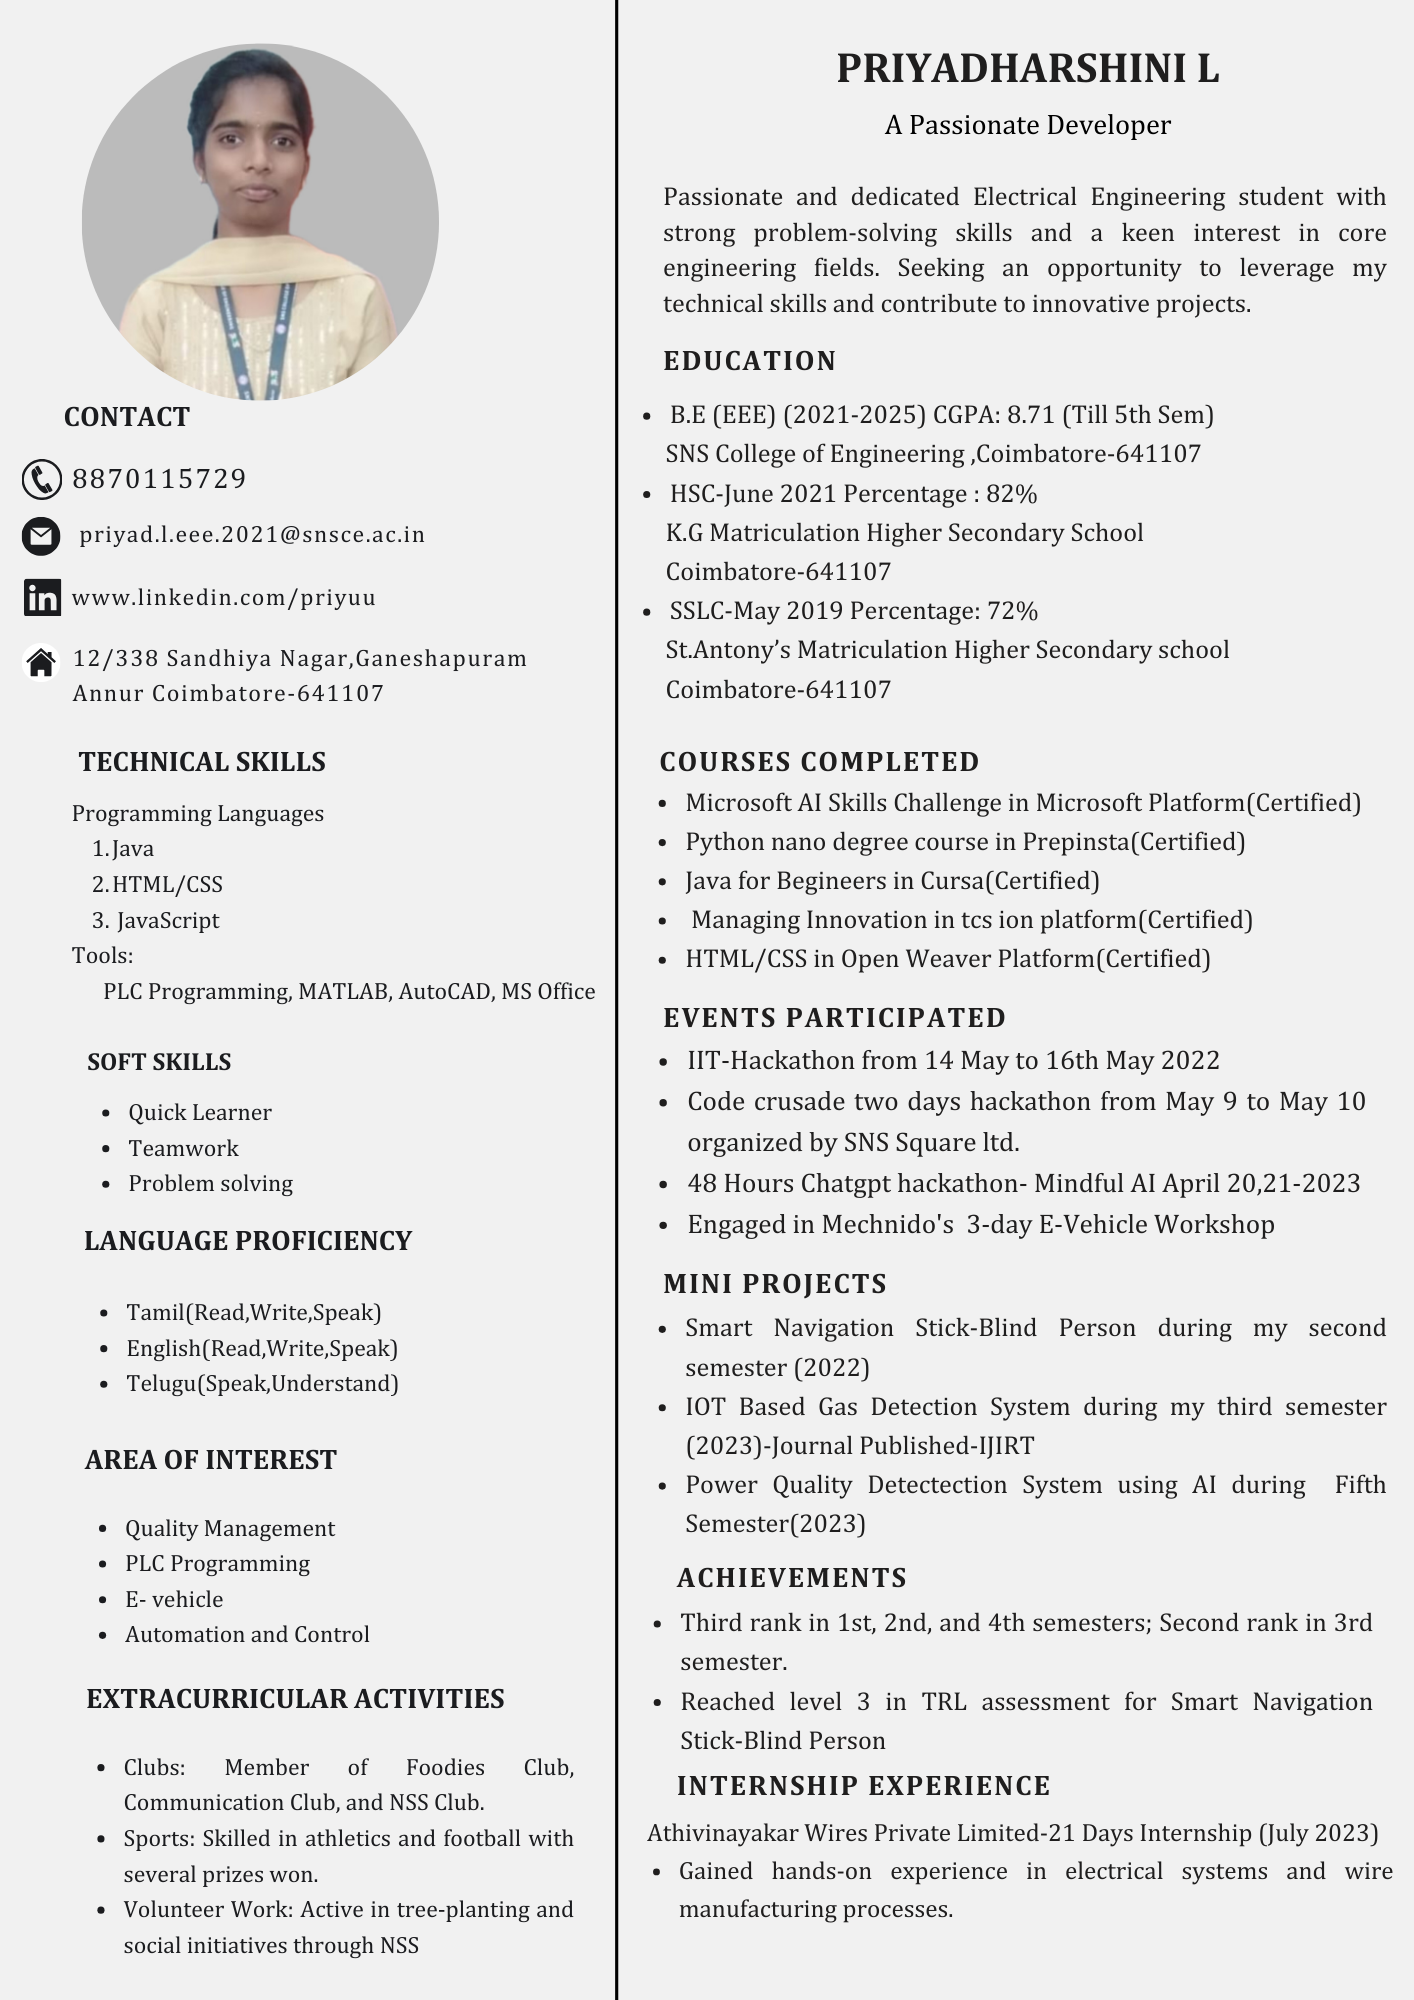 CONTACT
8870115729
priyad.l.eee.2021@snsce.ac.in
www.linkedin.com/priyuu
12/338 Sandhiya Nagar,Ganeshapuram
Annur Coimbatore-641107
TECHNICAL SKILLS
Programming Languages
1. Java
2. HTML/CSS
3. JavaScript
Tools:
PLC Programming, MATLAB, AutoCAD, MS Office
SOFT SKILLS
• Quick Learner
• Teamwork
• Problem solving
LANGUAGE PROFICIENCY
• Tamil(Read,Write,Speak)
• English(Read,Write,Speak)
• Telugu(Speak,Understand)
AREA OF INTEREST
• Quality Management
• PLC Programming
• E- vehicle
• Automation and Control
EXTRACURRICULAR ACTIVITIES
• Clubs: Member of Foodies Club,
Communication Club, and NSS Club.
• Sports: Skilled in athletics and football with
several prizes won.
• Volunteer Work: Active in tree-planting and
social initiatives through NSS
PRIYADHARSHINI L
A Passionate Developer
Passionate and dedicated Electrical Engineering student with
strong problem-solving skills and a keen interest in core
engineering fields. Seeking an opportunity to leverage my
technical skills and contribute to innovative projects.
EDUCATION
• B.E (EEE) (2021-2025) CGPA: 8.71 (Till 5th Sem)
SNS College of Engineering ,Coimbatore-641107
• HSC-June 2021 Percentage : 82%
K.G Matriculation Higher Secondary School
Coimbatore-641107
• SSLC-May 2019 Percentage: 72%
St.Antony’s Matriculation Higher Secondary school
Coimbatore-641107
COURSES COMPLETED
• Microsoft AI Skills Challenge in Microsoft Platform(Certified)
• Python nano degree course in Prepinsta(Certified)
• Java for Begineers in Cursa(Certified)
• Managing Innovation in tcs ion platform(Certified)
• HTML/CSS in Open Weaver Platform(Certified)
EVENTS PARTICIPATED
• IIT-Hackathon from 14 May to 16th May 2022
• Code crusade two days hackathon from May 9 to May 10
organized by SNS Square ltd.
• 48 Hours Chatgpt hackathon- Mindful AI April 20,21-2023
• Engaged in Mechnido's 3-day E-Vehicle Workshop
MINI PROJECTS
• Smart Navigation Stick-Blind Person during my second
semester (2022)
• IOT Based Gas Detection System during my third semester
(2023)-Journal Published-IJIRT
• Power Quality Detectection System using AI during Fifth
Semester(2023)
ACHIEVEMENTS
• Third rank in 1st, 2nd, and 4th semesters; Second rank in 3rd
semester.
• Reached level 3 in TRL assessment for Smart Navigation
Stick-Blind Person
INTERNSHIP EXPERIENCE
Athivinayakar Wires Private Limited-21 Days Internship (July 2023)
• Gained hands-on experience in electrical systems and wire
manufacturing processes.